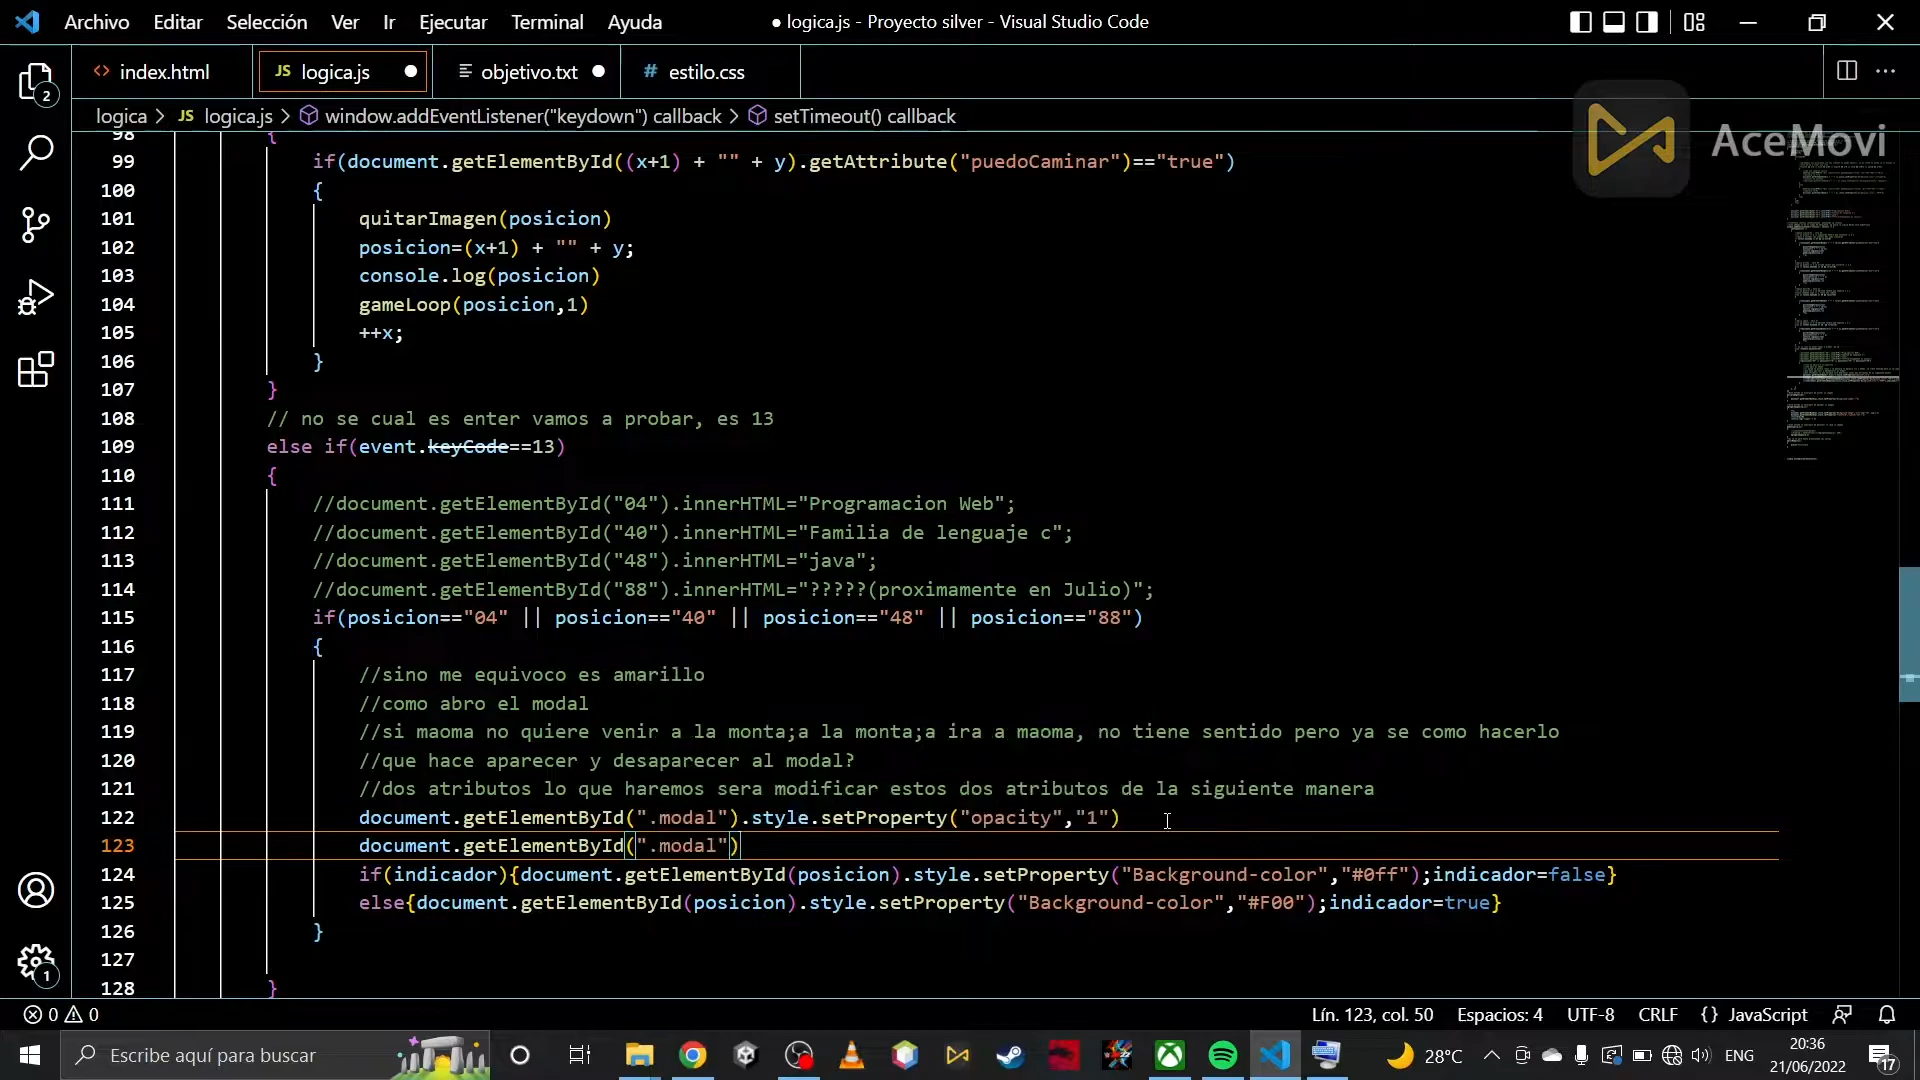 Archivo Editar Selección Ver Ir Ejecutar Terminal Ayuda ● logica.js - Proyecto silver - Visual Studio Code
<> index.html JS logica.js objetivo.txt # estilo.css
logica > JS logica.js > window.addEventListener("keydown") callback > setTimeout() callback
AceMovi
98 {
99 if(document.getElementById((x+1) + "" + y).getAttribute("puedoCaminar")=="true")
100 {
101 quitarImagen(posicion)
102 posicion=(x+1) + "" + y;
103 console.log(posicion)
104 gameLoop(posicion,1)
105 ++x;
106 }
107 }
108 // no se cual es enter vamos a probar, es 13
109 else if(event.keyCode==13)
110 {
111 //document.getElementById("04").innerHTML="Programacion Web";
112 //document.getElementById("40").innerHTML="Familia de lenguaje c";
113 //document.getElementById("48").innerHTML="java";
114 //document.getElementById("88").innerHTML="?????(proximamente en Julio)";
115 if(posicion=="04" || posicion=="40" || posicion=="48" || posicion=="88")
116 {
117 //sino me equivoco es amarillo
118 //como abro el modal
119 //si maoma no quiere venir a la monta;a la monta;a ira a maoma, no tiene sentido pero ya se como hacerlo
120 //que hace aparecer y desaparecer al modal?
121 //dos atributos lo que haremos sera modificar estos dos atributos de la siguiente manera
122 document.getElementById(".modal").style.setProperty("opacity","1")
123 document.getElementById(".modal")
124 if(indicador){document.getElementById(posicion).style.setProperty("Background-color","#0ff");indicador=false}
125 else{document.getElementById(posicion).style.setProperty("Background-color","#F00");indicador=true}
126 }
127
128 }
2
1
0 0 Lín. 123, col. 50 Espacios: 4 UTF-8 CRLF {} JavaScript
Escribe aquí para buscar 28°C ENG 20:36
21/06/2022
17